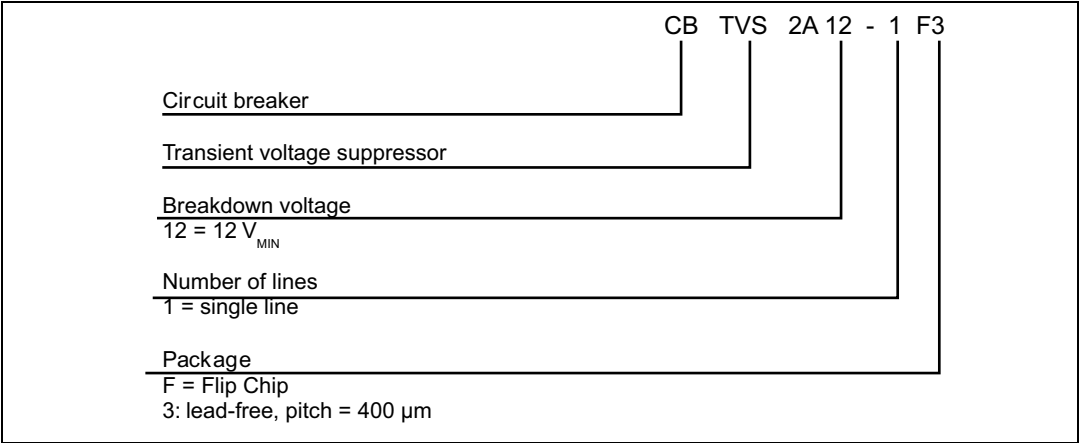 CB TVS 2A 12 - 1 F3
Circuit breaker
Transient voltage suppressor
Breakdown voltage
12 = 12 VMIN
Number of lines
1 = single line
Package
F = Flip Chip
3: lead-free, pitch = 400 µm